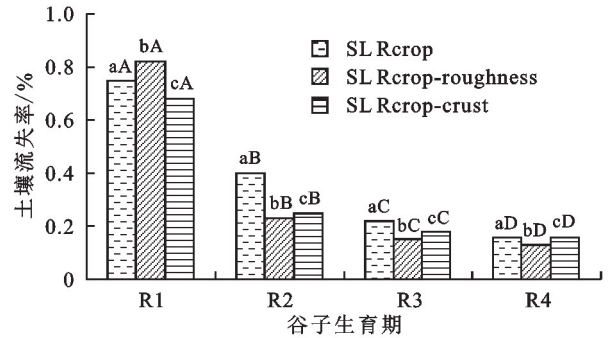 土壤流失率/%
1.0
0.8
0.6
0.4
0.2
0
aA
bA
cA
aB
bB
cB
aC
bC
cC
aD
bD
cD
SL Rcrop
SL Rcrop-roughness
SL Rcrop-crust
R1
R2
R3
R4
谷子生育期